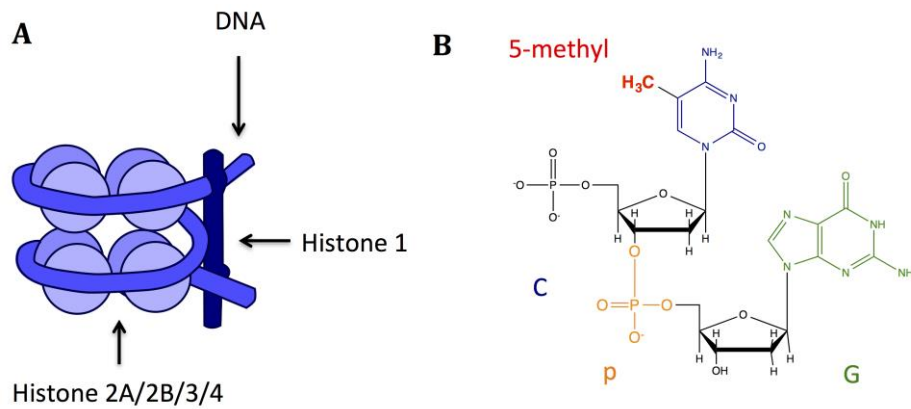 A
DNA
Histone 1
Histone 2A/2B/3/4
B
5-methyl
NH₂
H₃C
N
N
O
O
-O
P
O
O-
O
H
H
H
H
O
O
N
NH
N
N
NH
C
O
P
O
O-
O
H
H
H
H
OH
p
G